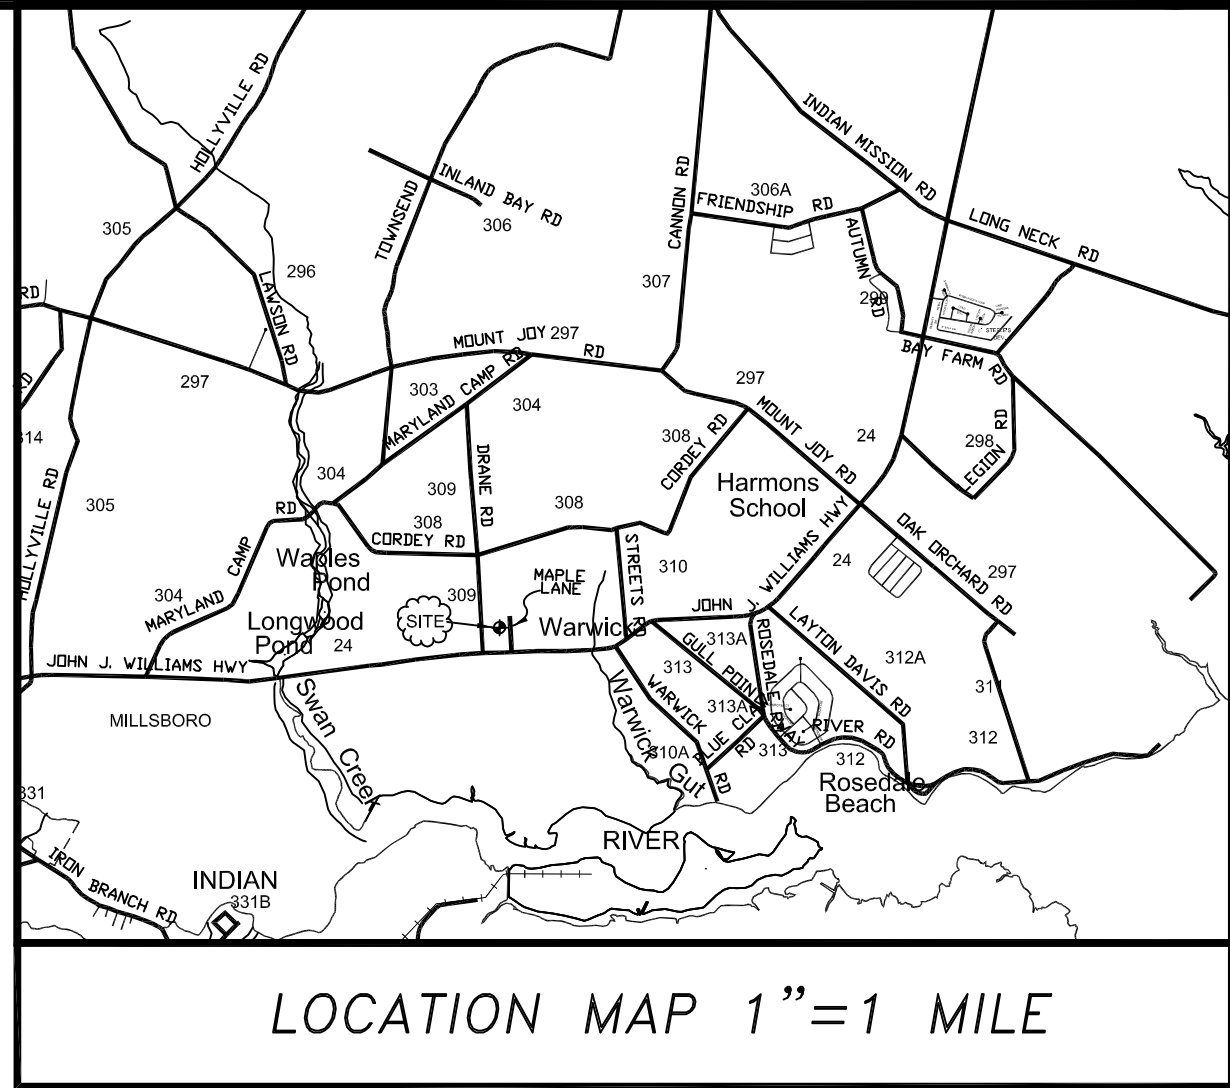 HOLLYVILLE RD
INDIAN MISSION RD
INLAND BAY RD
TOWNSEND
CANNON RD
306A
FRIENDSHIP RD
LONG NECK RD
AUTUMN RD
305
306
296
307
299
LAWSON RD
RD
MOUNT JOY RD
297
BAY FARM RD
297
303
MARYLAND CAMP RD
304
297
MOUNT JOY RD
308
CORDEY RD
24
298
LEGION RD
314
RD
HOLLYVILLE RD
305
304
309
DRANE RD
308
308
CORDEY RD
Harmons
School
J. WILLIAMS HWY
OAK ORCHARD RD
297
24
RD
CAMP
MARYLAND
304
Waples
Pond
Longwood
Pond
24
309
MAPLE
LANE
SITE
STREETS RD
310
Warwicks
JOHN
JOHN J. WILLIAMS HWY
MILLSBORO
Swan Creek
Warwick Gut
WARWICK RD
GULL POINT
313
313A
313A
310A
ROSEDALE
LAYTON DAVIS RD
312A
311
312
RD
313
RIVER RD
312
Rosedale
Beach
331
IRON BRANCH RD
INDIAN
331B
RIVER
LOCATION MAP 1"=1 MILE